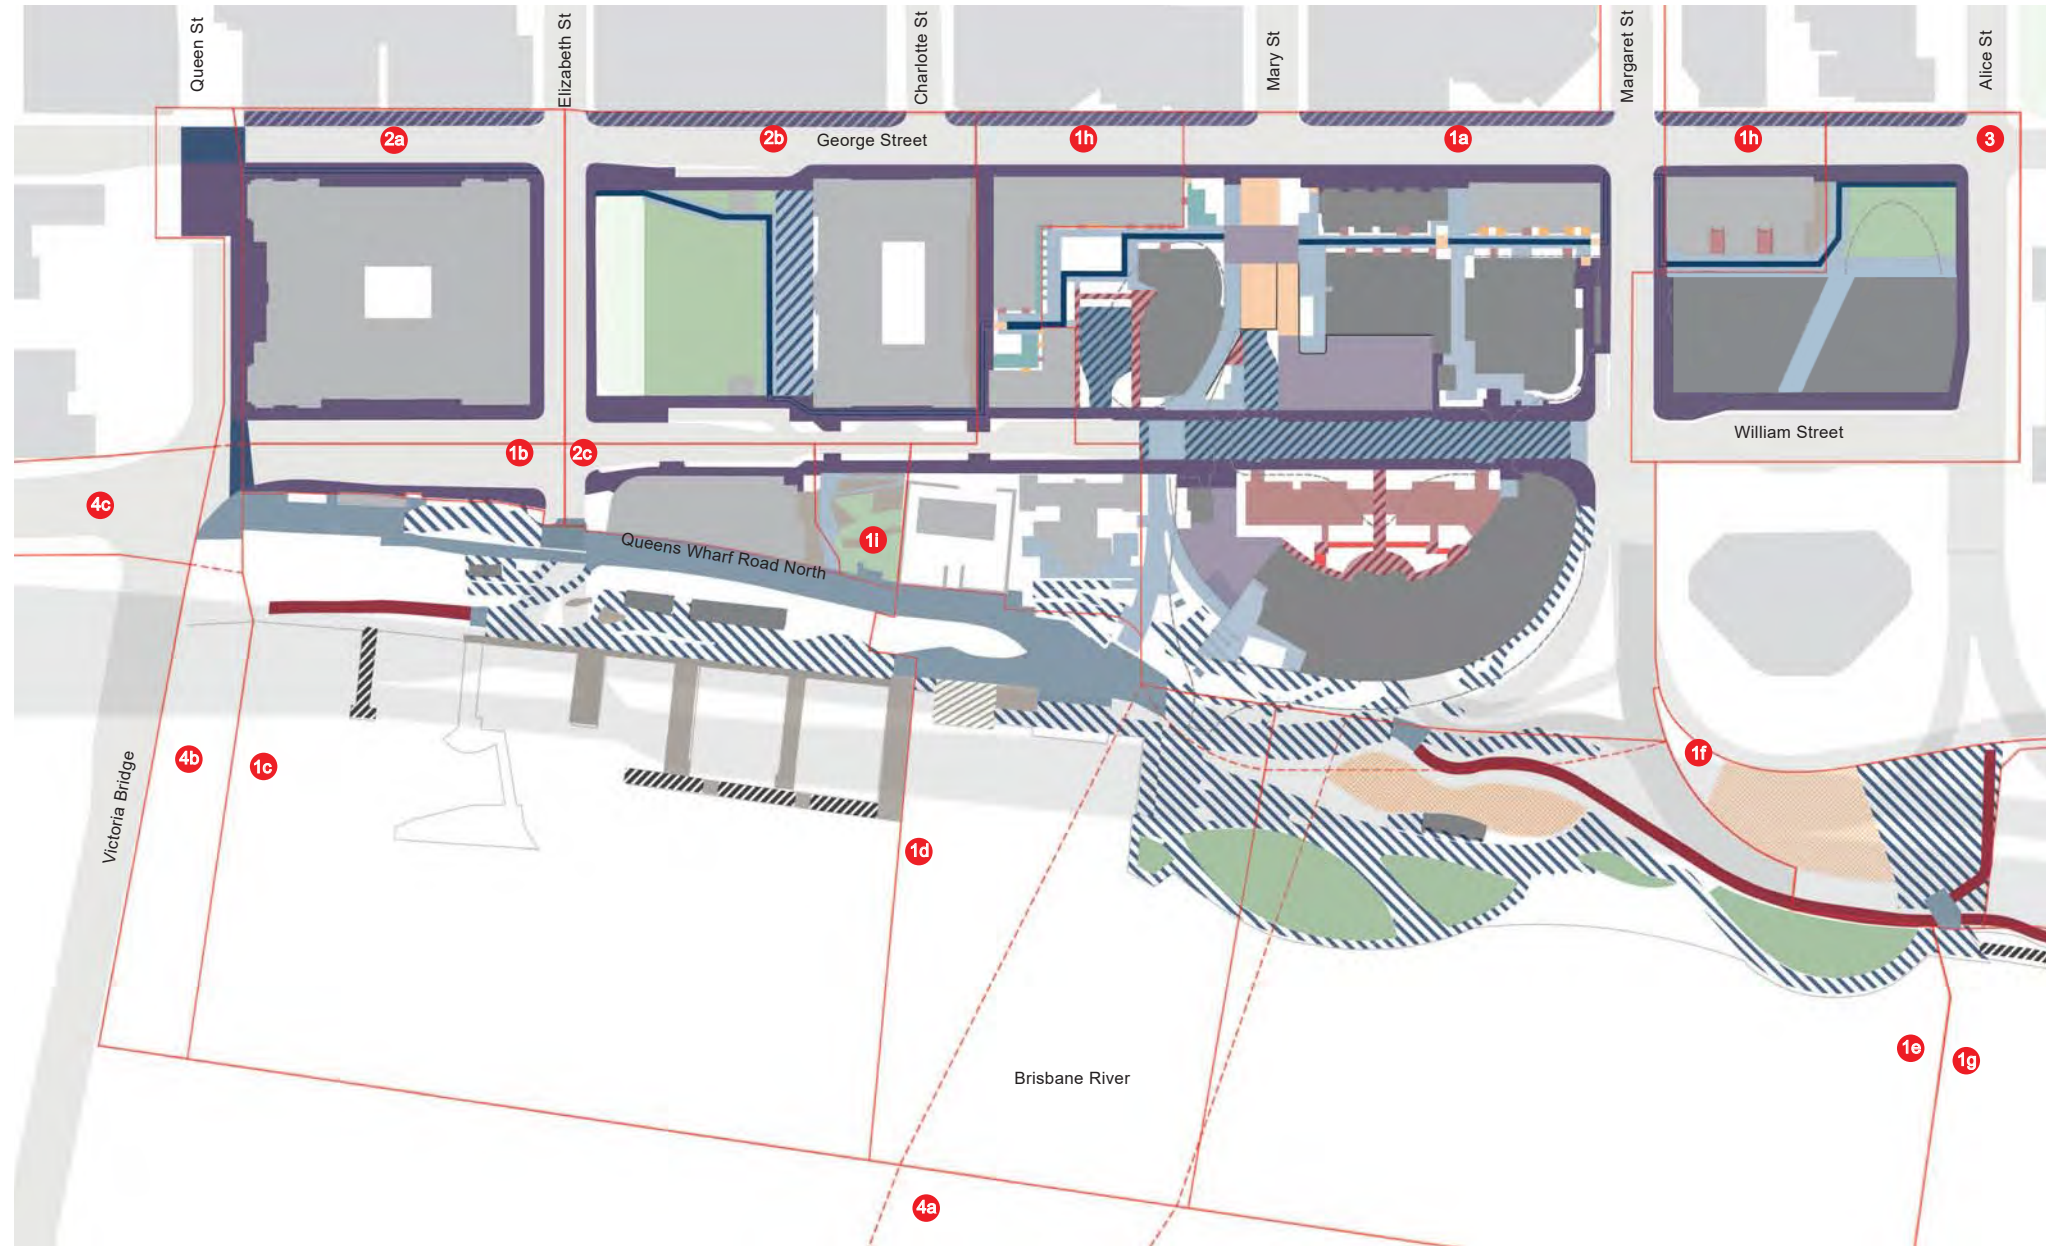 Queen St
Elizabeth St
Charlotte St
Mary St
Margaret St
Alice St
2a
2b
George Street
1h
1a
1h
3
William Street
1b
2c
4c
1i
Queens Wharf Road North
4b
1c
1f
Victoria Bridge
1d
1e
1g
Brisbane River
4a